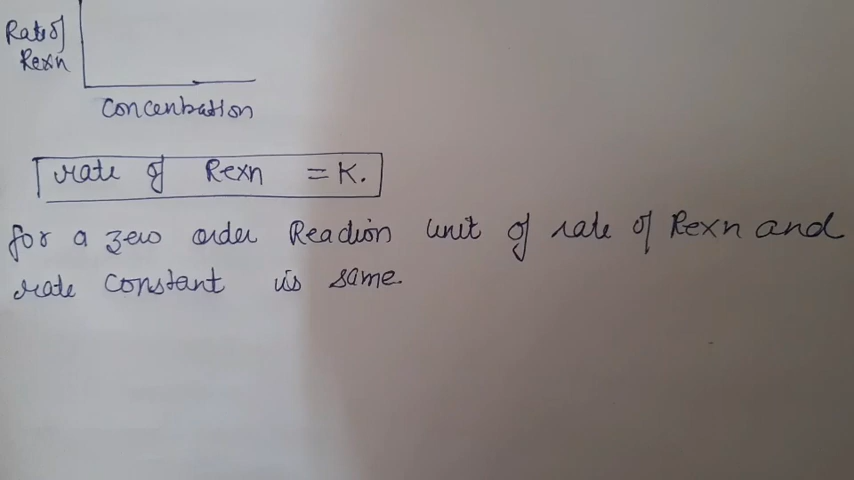 Rate of
Rexn
Concentration
rate of Rexn = K.
for a zero order Reaction unit of rate of Rexn and
rate constant is same.